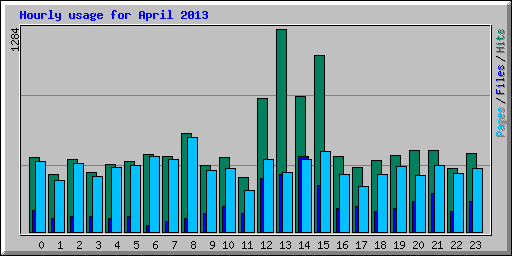 Hourly usage for April 2013
1284
Pages / Files / Hits
0 1 2 3 4 5 6 7 8 9 10 11 12 13 14 15 16 17 18 19 20 21 22 23